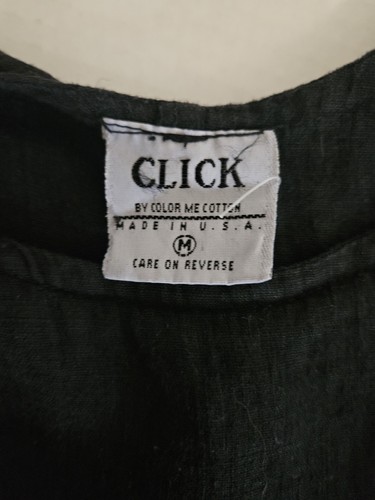 CLICK
BY COLOR ME COTTON
MADE IN U.S.A.
M
CARE ON REVERSE